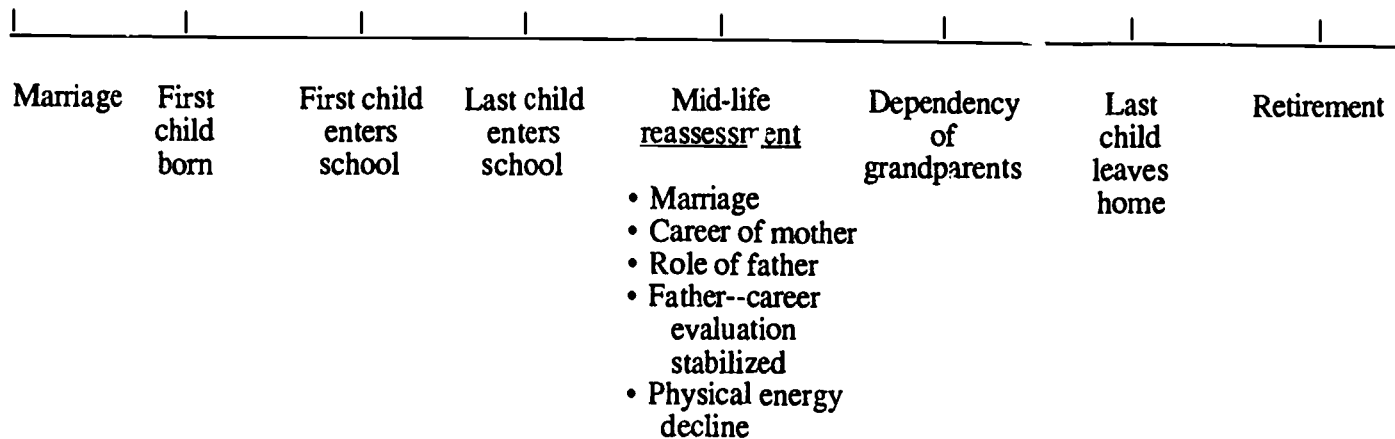 Marriage
First
child
born
First child
enters
school
Last child
enters
school
Mid-life
reassessment
• Marriage
• Career of mother
• Role of father
• Father--career
evaluation
stabilized
• Physical energy
decline
Dependency
of
grandparents
Last
child
leaves
home
Retirement